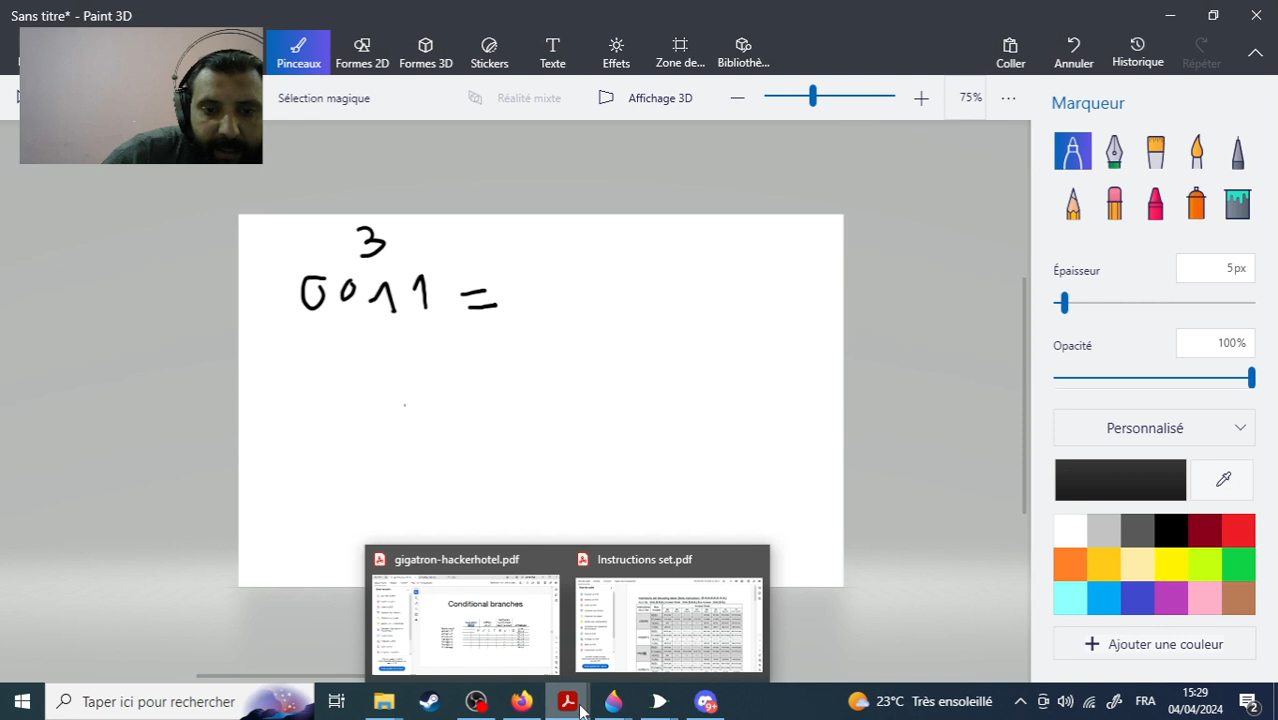 Sans titre* - Paint 3D
Pinceaux
Formes 2D
Formes 3D
Stickers
Texte
Effets
Zone de...
Bibliothè...
Coller
Annuler
Historique
Répéter
Sélection magique
Réalité mixte
Affichage 3D
75%
Marqueur
3
0011 =
Épaisseur
5px
Opacité
100%
Personnalisé
Ajouter une couleur
gigatron-hackerhotel.pdf
Instructions set.pdf
Conditional branches
Taper ici pour rechercher
9+
23°C Très ensoleillé
FRA
15:29
04/04/2024
2